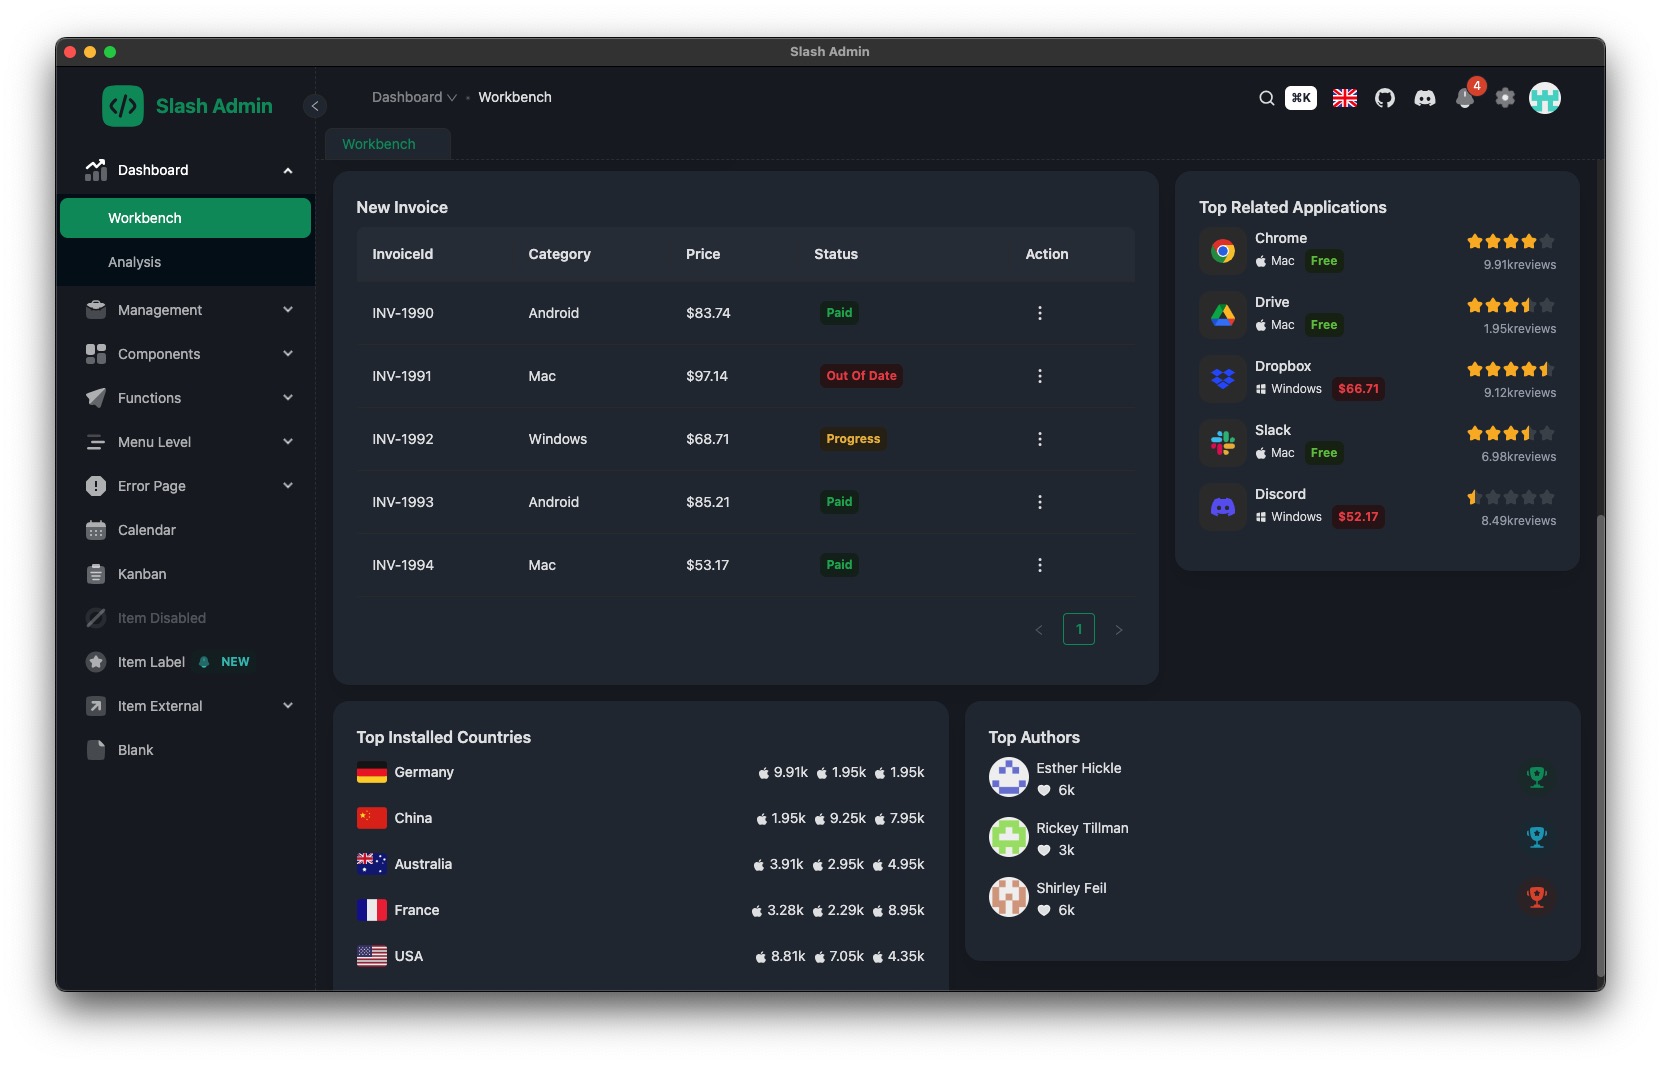 Slash Admin
Slash Admin
Dashboard
Workbench
Analysis
Management
Components
Functions
Menu Level
Error Page
Calendar
Kanban
Item Disabled
Item Label NEW
Item External
Blank
Dashboard • Workbench
⌘K
4
Workbench
New Invoice
InvoiceId Category Price Status Action
INV-1990 Android $83.74 Paid
INV-1991 Mac $97.14 Out Of Date
INV-1992 Windows $68.71 Progress
INV-1993 Android $85.21 Paid
INV-1994 Mac $53.17 Paid
< 1 >
Top Related Applications
Chrome
Mac Free
9.91kreviews
Drive
Mac Free
1.95kreviews
Dropbox
Windows $66.71
9.12kreviews
Slack
Mac Free
6.98kreviews
Discord
Windows $52.17
8.49kreviews
Top Installed Countries
Germany 9.91k 1.95k 1.95k
China 1.95k 9.25k 7.95k
Australia 3.91k 2.95k 4.95k
France 3.28k 2.29k 8.95k
USA 8.81k 7.05k 4.35k
Top Authors
Esther Hickle
6k
Rickey Tillman
3k
Shirley Feil
6k